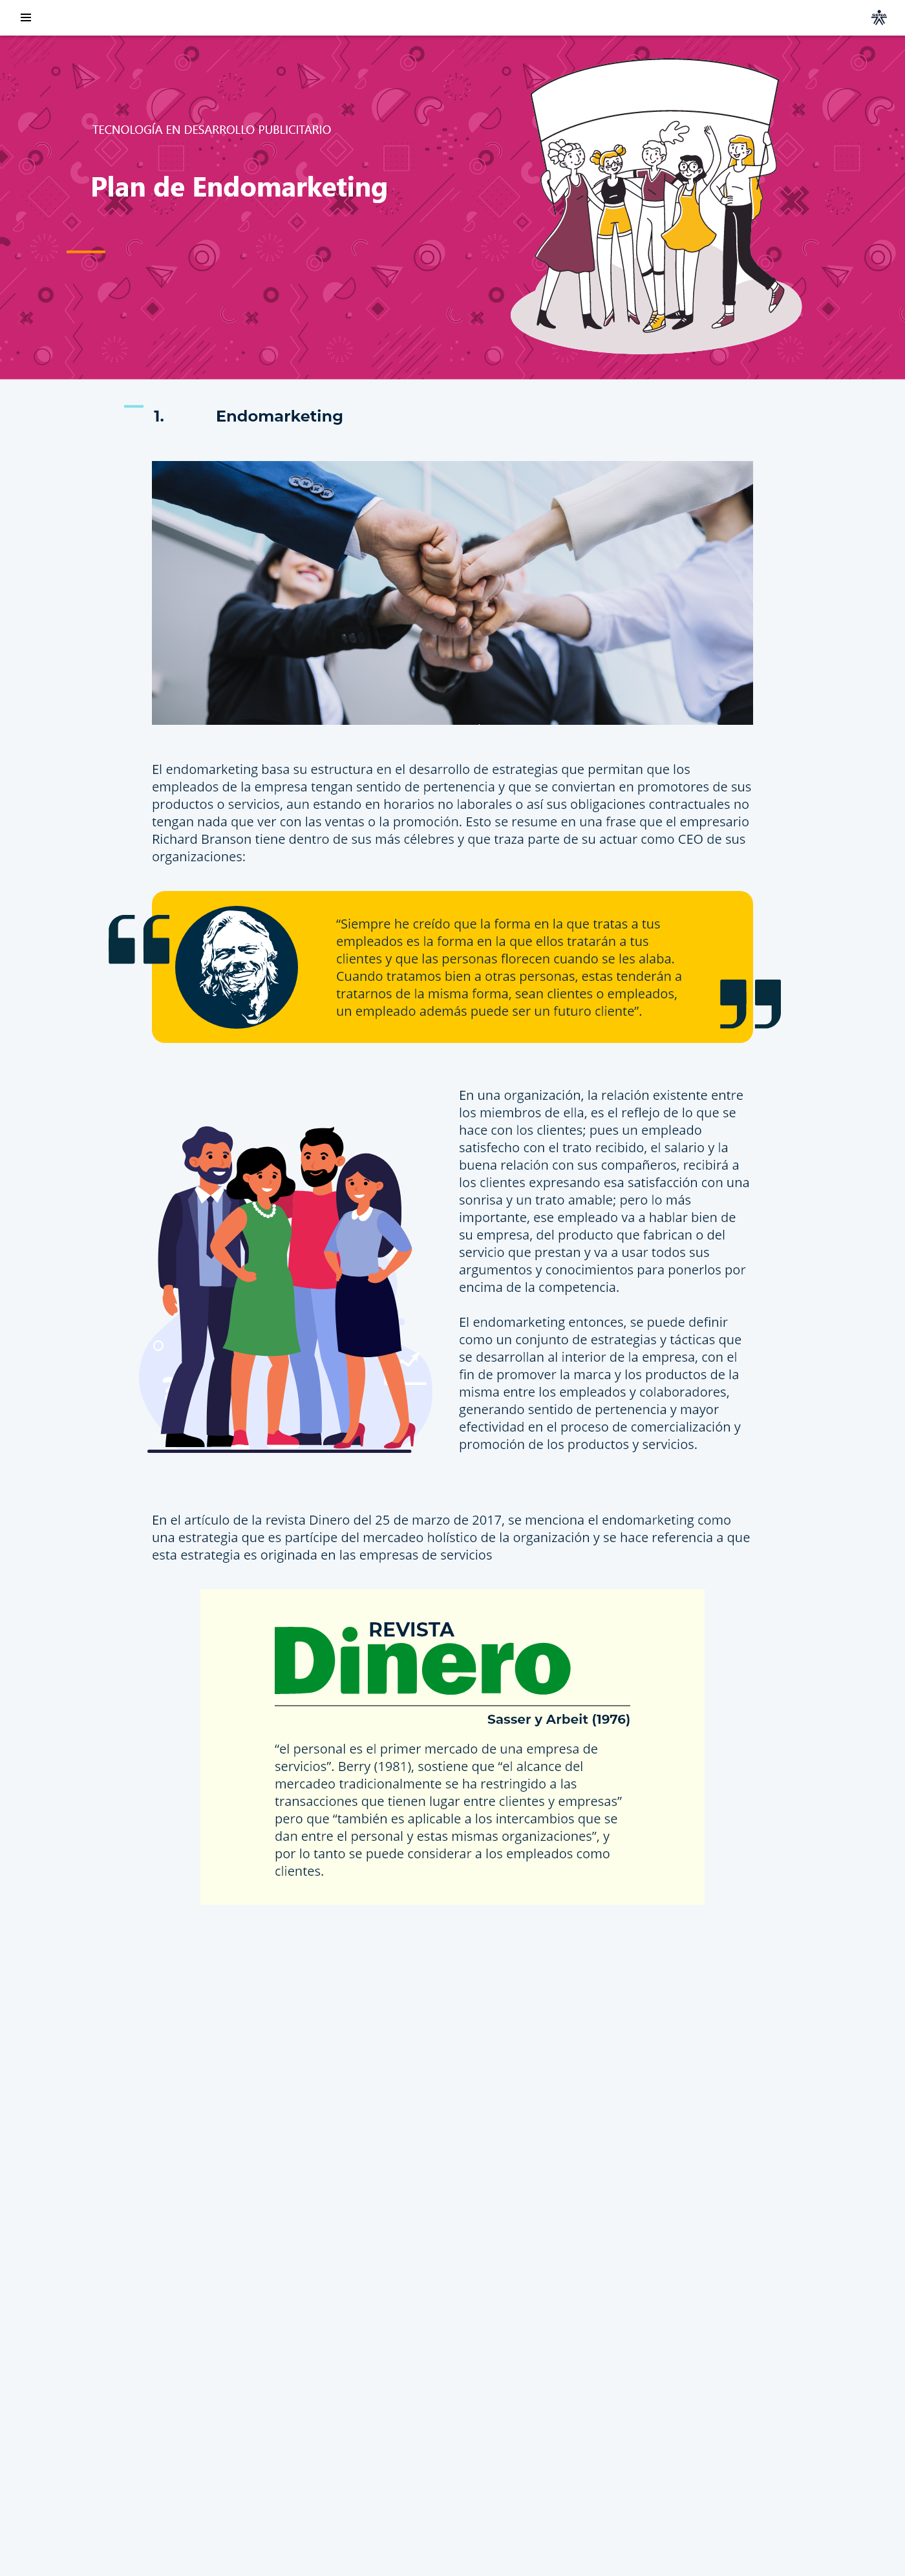 TECNOLOGÍA EN DESARROLLO PUBLICITARIO
Plan de Endomarketing
1. Endomarketing
El endomarketing basa su estructura en el desarrollo de estrategias que permitan que los
empleados de la empresa tengan sentido de pertenencia y que se conviertan en promotores de sus
productos o servicios, aun estando en horarios no laborales o así sus obligaciones contractuales no
tengan nada que ver con las ventas o la promoción. Esto se resume en una frase que el empresario
Richard Branson tiene dentro de sus más célebres y que traza parte de su actuar como CEO de sus
organizaciones:
“Siempre he creído que la forma en la que tratas a tus
empleados es la forma en la que ellos tratarán a tus
clientes y que las personas florecen cuando se les alaba.
Cuando tratamos bien a otras personas, estas tenderán a
tratarnos de la misma forma, sean clientes o empleados,
un empleado además puede ser un futuro cliente”.
En una organización, la relación existente entre
los miembros de ella, es el reflejo de lo que se
hace con los clientes; pues un empleado
satisfecho con el trato recibido, el salario y la
buena relación con sus compañeros, recibirá a
los clientes expresando esa satisfacción con una
sonrisa y un trato amable; pero lo más
importante, ese empleado va a hablar bien de
su empresa, del producto que fabrican o del
servicio que prestan y va a usar todos sus
argumentos y conocimientos para ponerlos por
encima de la competencia.
El endomarketing entonces, se puede definir
como un conjunto de estrategias y tácticas que
se desarrollan al interior de la empresa, con el
fin de promover la marca y los productos de la
misma entre los empleados y colaboradores,
generando sentido de pertenencia y mayor
efectividad en el proceso de comercialización y
promoción de los productos y servicios.
En el artículo de la revista Dinero del 25 de marzo de 2017, se menciona el endomarketing como
una estrategia que es partícipe del mercadeo holístico de la organización y se hace referencia a que
esta estrategia es originada en las empresas de servicios
REVISTA
Dinero
Sasser y Arbeit (1976)
“el personal es el primer mercado de una empresa de
servicios”. Berry (1981), sostiene que “el alcance del
mercadeo tradicionalmente se ha restringido a las
transacciones que tienen lugar entre clientes y empresas”
pero que “también es aplicable a los intercambios que se
dan entre el personal y estas mismas organizaciones”, y
por lo tanto se puede considerar a los empleados como
clientes.